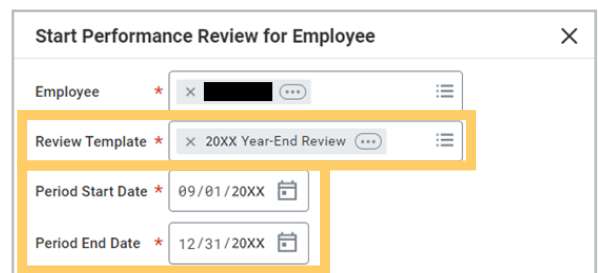 Start Performance Review for Employee
Employee *
Review Template * × 20XX Year-End Review
Period Start Date * 09/01/20XX
Period End Date * 12/31/20XX